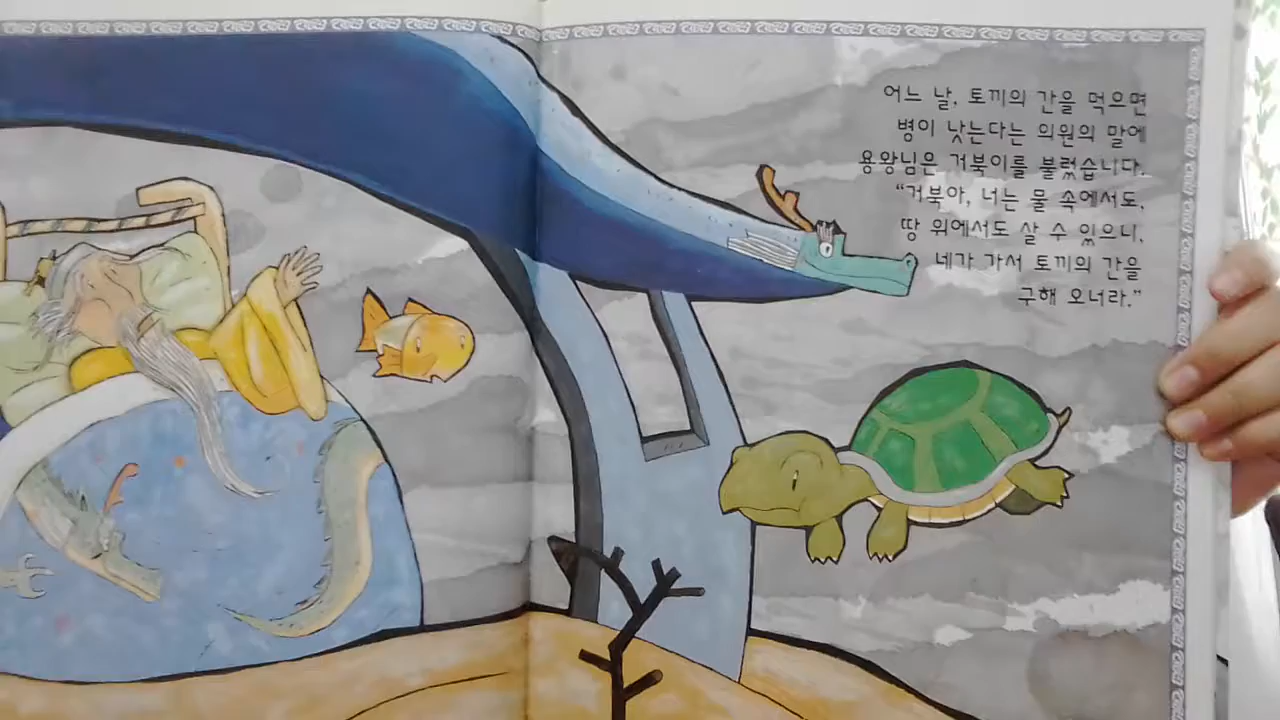 어느 날, 토끼의 간을 먹으면
병이 낫는다는 의원의 말에
용왕님은 거북이를 불렀습니다.
“거북아, 너는 물 속에서도,
땅 위에서도 살 수 있으니,
네가 가서 토끼의 간을
구해 오너라.”